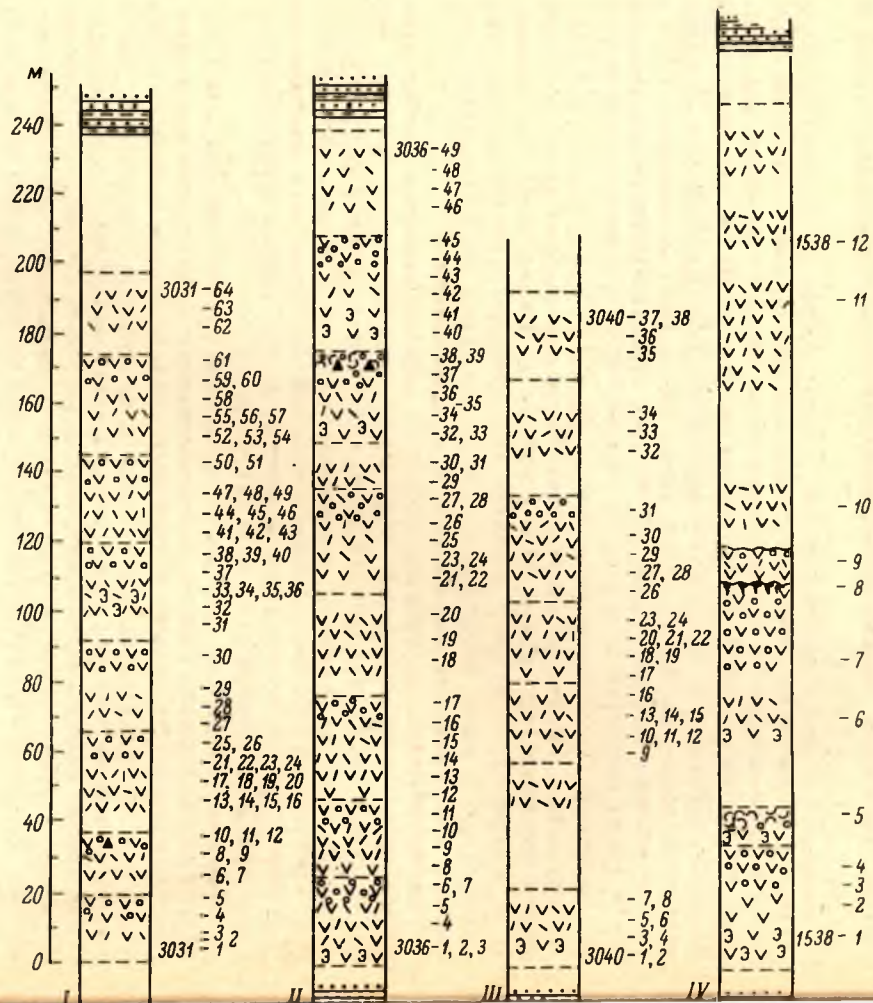 М
240
220
200
180
160
140
120
100
80
60
40
20
0
3031 - 64
- 63
- 62
- 61
- 59, 60
- 58
- 55, 56, 57
- 52, 53, 54
- 50, 51
- 47, 48, 49
- 44, 45, 46
- 41, 42, 43
- 38, 39, 40
- 37
- 33, 34, 35, 36
- 32
- 31
- 30
- 29
- 28
- 27
- 25, 26
- 21, 22, 23, 24
- 17, 18, 19, 20
- 13, 14, 15, 16
- 10, 11, 12
- 8, 9
- 6, 7
- 5
- 4
- 3
- 2
3031 - 1
I
3036 - 49
- 48
- 47
- 46
- 45
- 44
- 43
- 42
- 41
- 40
- 38, 39
- 37
- 36
- 35
- 34
- 32, 33
- 30, 31
- 29
- 27, 28
- 26
- 25
- 23, 24
- 21, 22
- 20
- 19
- 18
- 17
- 16
- 15
- 14
- 13
- 12
- 11
- 10
- 9
- 8
- 6, 7
- 5
- 4
3036 - 1, 2, 3
II
3040 - 37, 38
- 36
- 35
- 34
- 33
- 32
- 31
- 30
- 29
- 27, 28
- 26
- 23, 24
- 20, 21, 22
- 18, 19
- 17
- 16
- 13, 14, 15
- 10, 11, 12
- 9
- 7, 8
- 5, 6
- 3, 4
3040 - 1, 2
III
1538 - 12
- 11
- 10
- 9
- 8
- 7
- 6
- 5
- 4
- 3
- 2
1538 - 1
IV